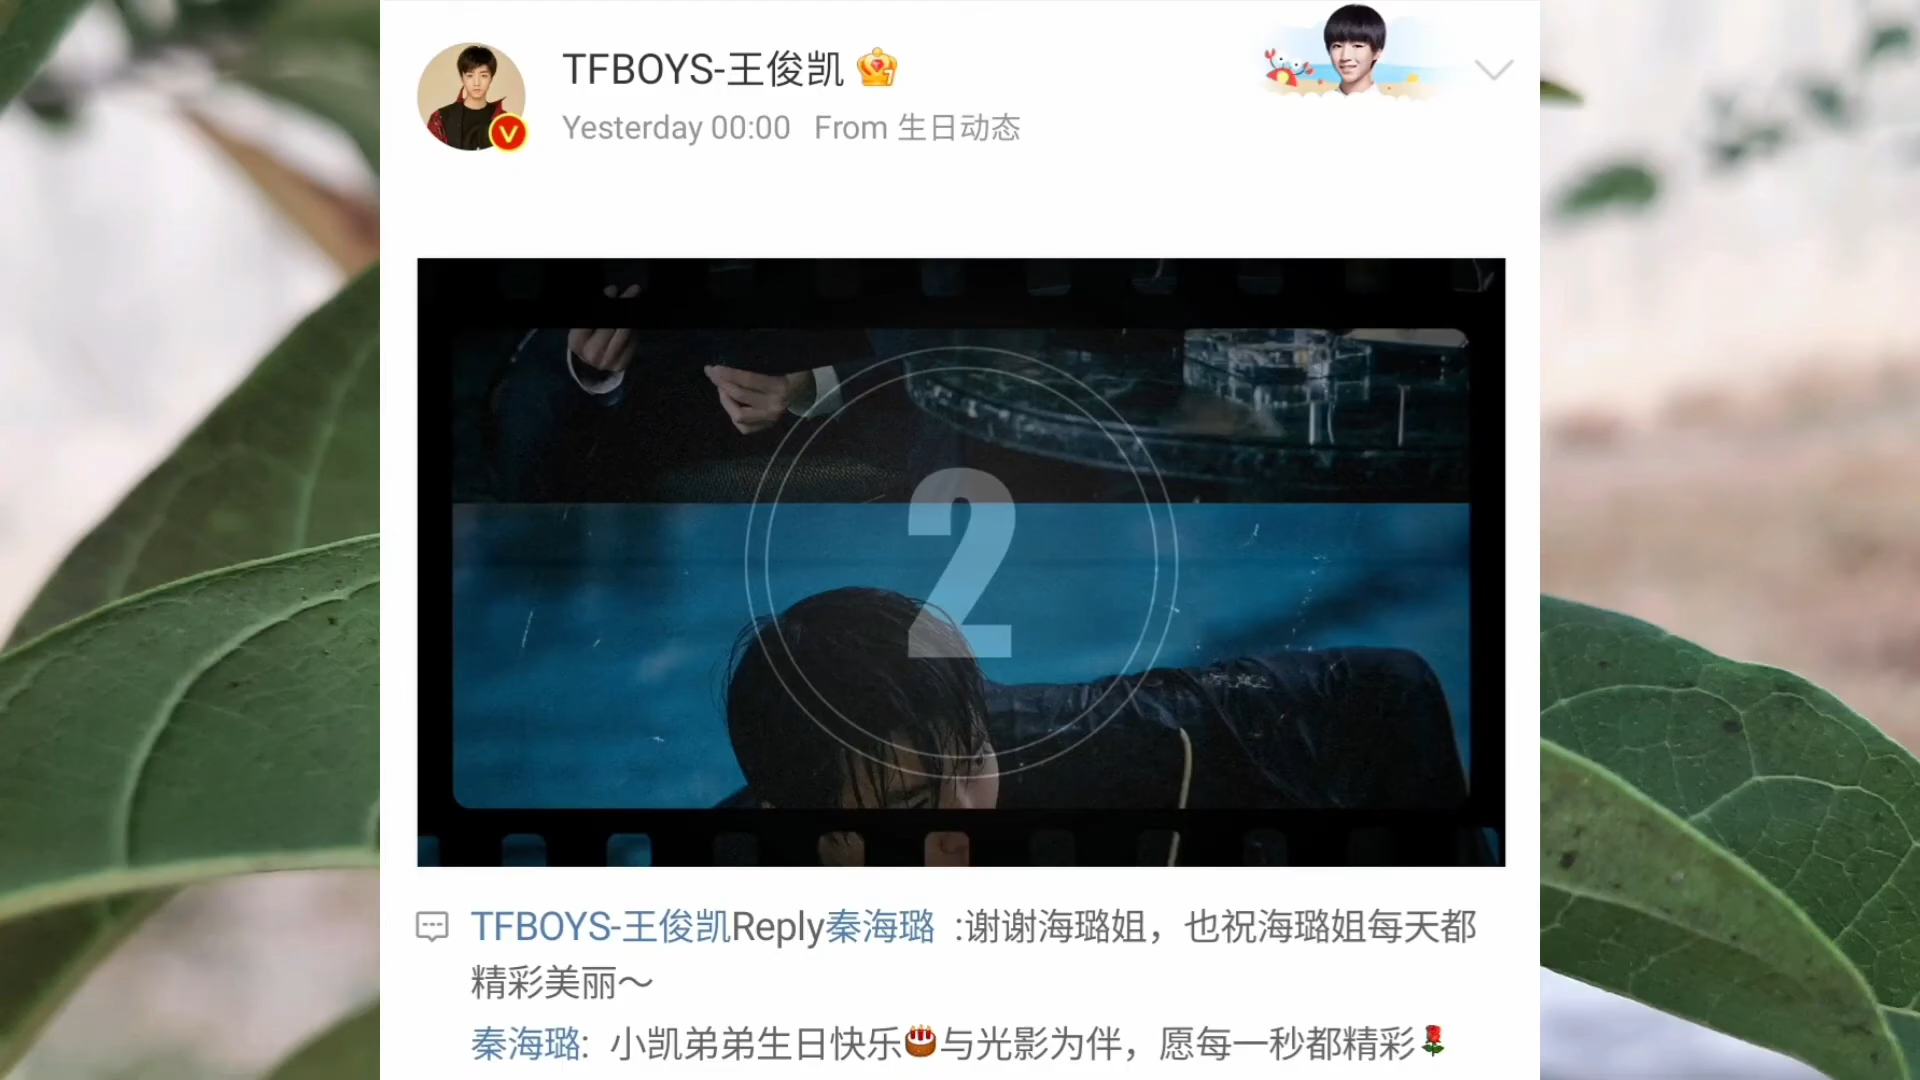 TFBOYS-王俊凯
Yesterday 00:00 From 生日动态
2
TFBOYS-王俊凯Reply秦海璐 :谢谢海璐姐，也祝海璐姐每天都
精彩美丽～
秦海璐: 小凯弟弟生日快乐🎂与光影为伴，愿每一秒都精彩🌹